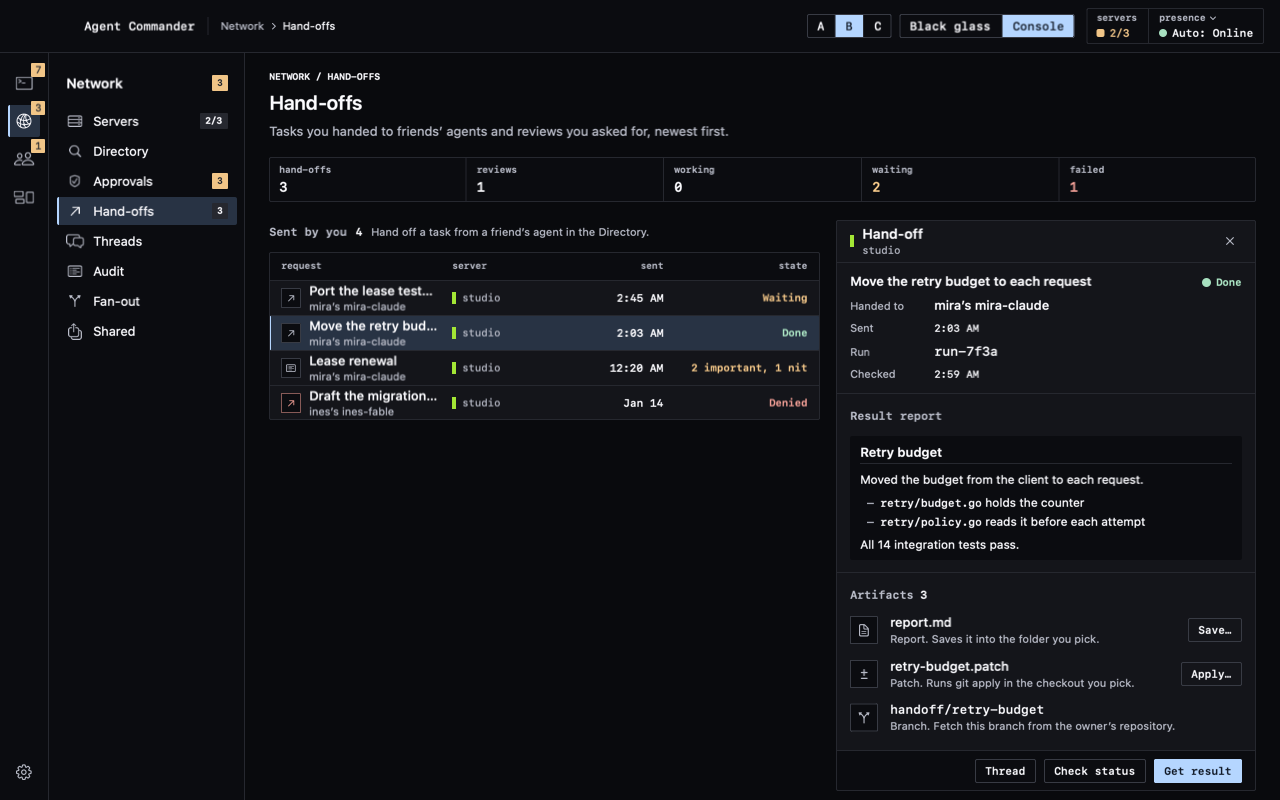 Agent Commander
Network > Hand-offs
A B C
Black glass Console
servers
2/3
presence
Auto: Online
7
3
1
Network 3
Servers 2/3
Directory
Approvals 3
Hand-offs 3
Threads
Audit
Fan-out
Shared
NETWORK / HAND-OFFS
Hand-offs
Tasks you handed to friends’ agents and reviews you asked for, newest first.
hand-offs
3
reviews
1
working
0
waiting
2
failed
1
Sent by you 4 Hand off a task from a friend’s agent in the Directory.
request server sent state
Port the lease test…
mira’s mira-claude
studio 2:45 AM Waiting
Move the retry bud…
mira’s mira-claude
studio 2:03 AM Done
Lease renewal
mira’s mira-claude
studio 12:20 AM 2 important, 1 nit
Draft the migration…
ines’s ines-fable
studio Jan 14 Denied
Hand-off
studio
Move the retry budget to each request Done
Handed to mira’s mira-claude
Sent 2:03 AM
Run run-7f3a
Checked 2:59 AM
Result report
Retry budget
Moved the budget from the client to each request.
– retry/budget.go holds the counter
– retry/policy.go reads it before each attempt
All 14 integration tests pass.
Artifacts 3
report.md
Report. Saves it into the folder you pick.
Save…
retry-budget.patch
Patch. Runs git apply in the checkout you pick.
Apply…
handoff/retry-budget
Branch. Fetch this branch from the owner’s repository.
Thread Check status Get result